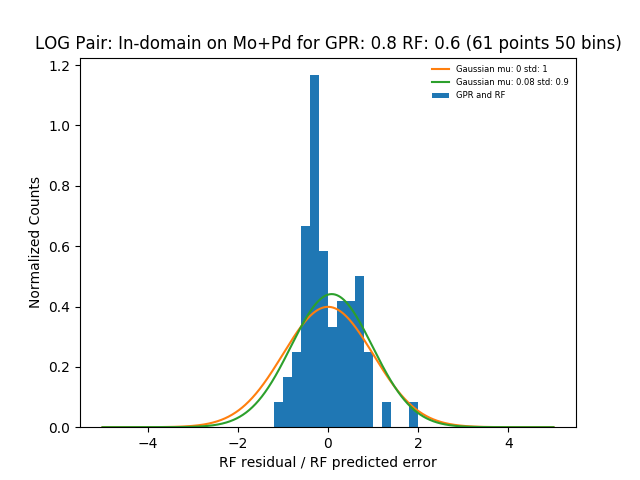 LOG Pair: In-domain on Mo+Pd for GPR: 0.8 RF: 0.6 (61 points 50 bins)
Gaussian mu: 0 std: 1
Gaussian mu: 0.08 std: 0.9
GPR and RF
Normalized Counts
1.2
1.0
0.8
0.6
0.4
0.2
0.0
−4 −2 0 2 4
RF residual / RF predicted error